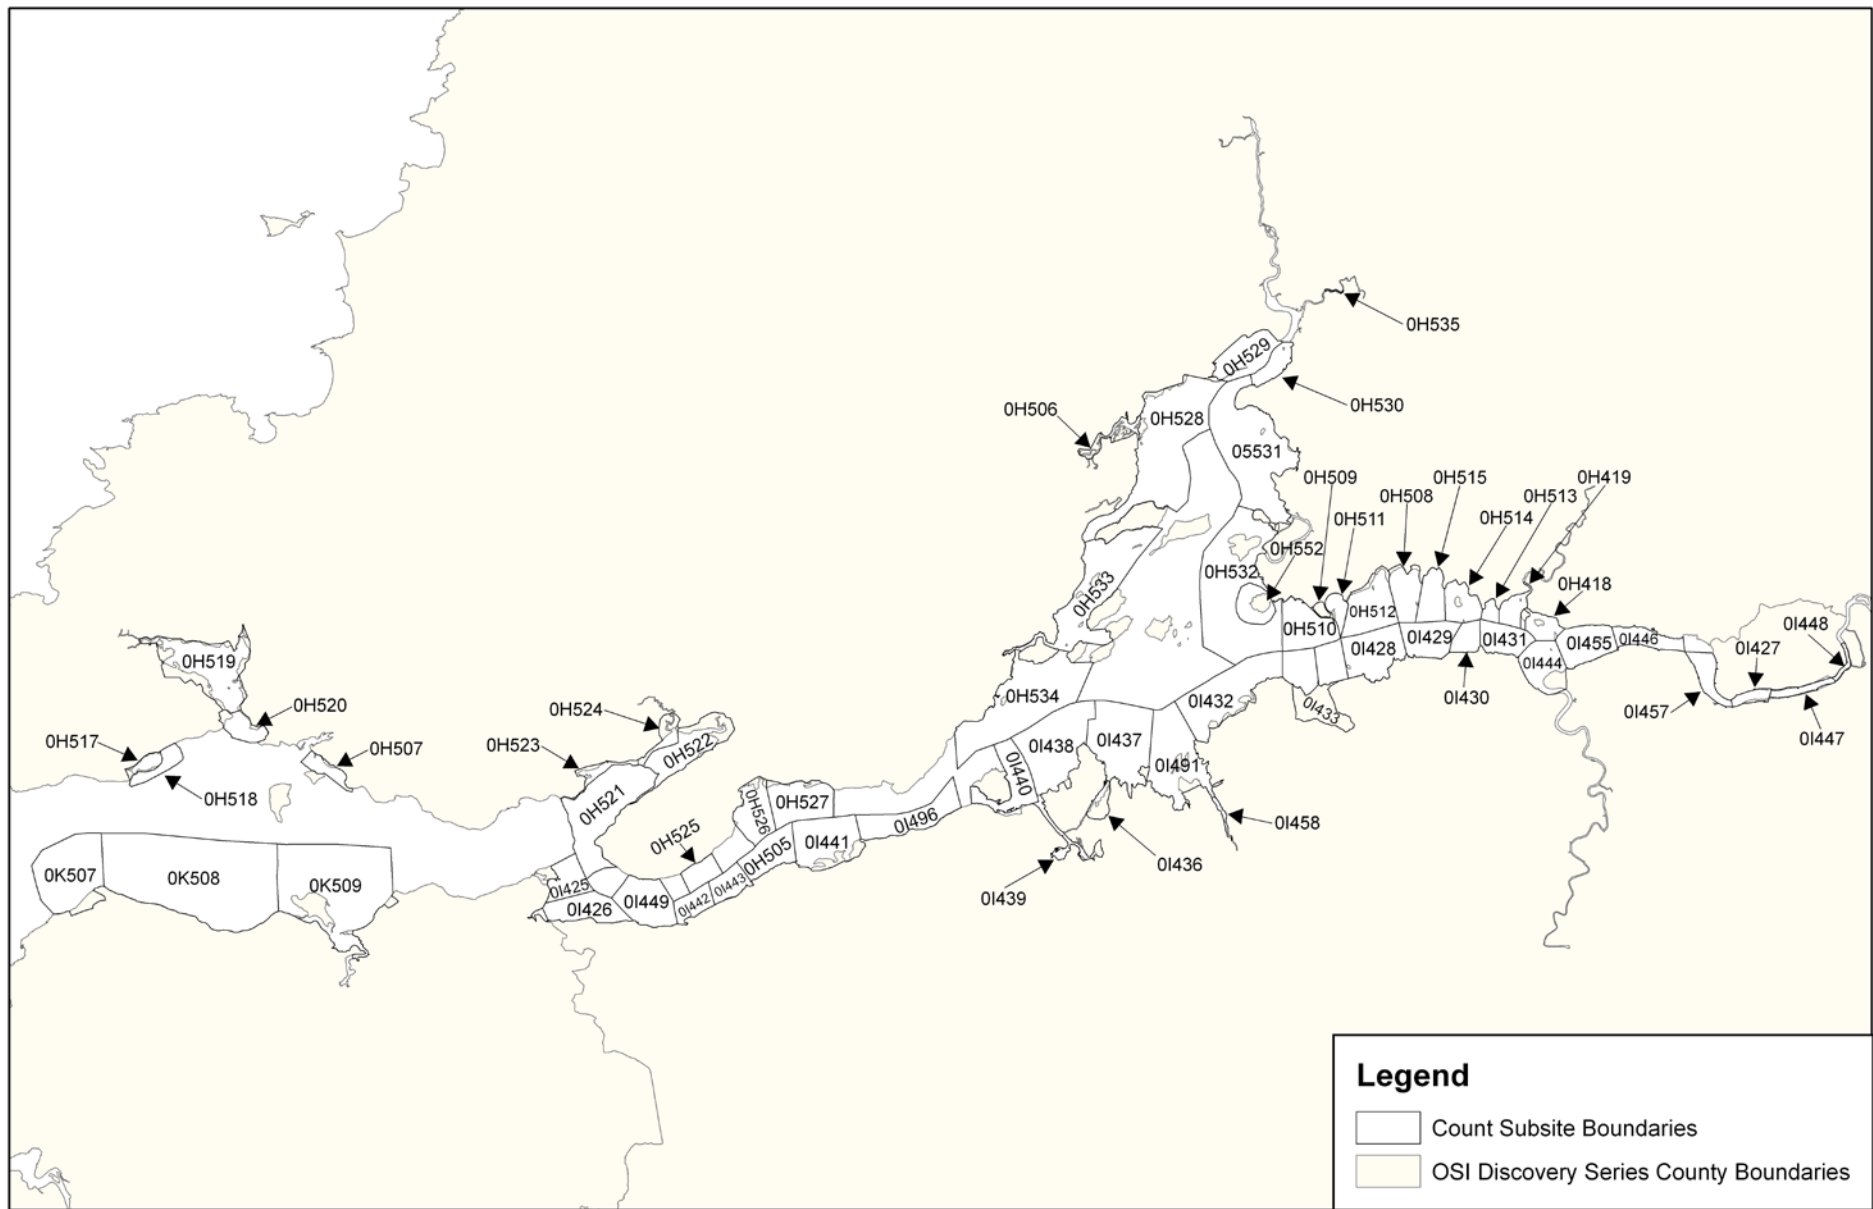 0H535
0H529
0H530
0H506
0H528
05531
0H509
0H515
0H419
0H508
0H513
0H511
0H514
0H552
0H532
0H533
0H418
0H512
0H510
0I448
0I428
0I429
0I431
0I455
0I446
0I427
0I444
0I430
0I457
0I447
0H519
0H534
0I432
0I433
0H520
0H524
0H517
0H507
0H523
0H522
0I438
0I437
0I440
0I491
0H518
0H521
0H526
0H527
0I496
0I458
0H525
0I441
0H505
0I436
0K507
0K508
0K509
0I425
0I443
0I439
0I426
0I449
0I442
Legend
Count Subsite Boundaries
OSI Discovery Series County Boundaries